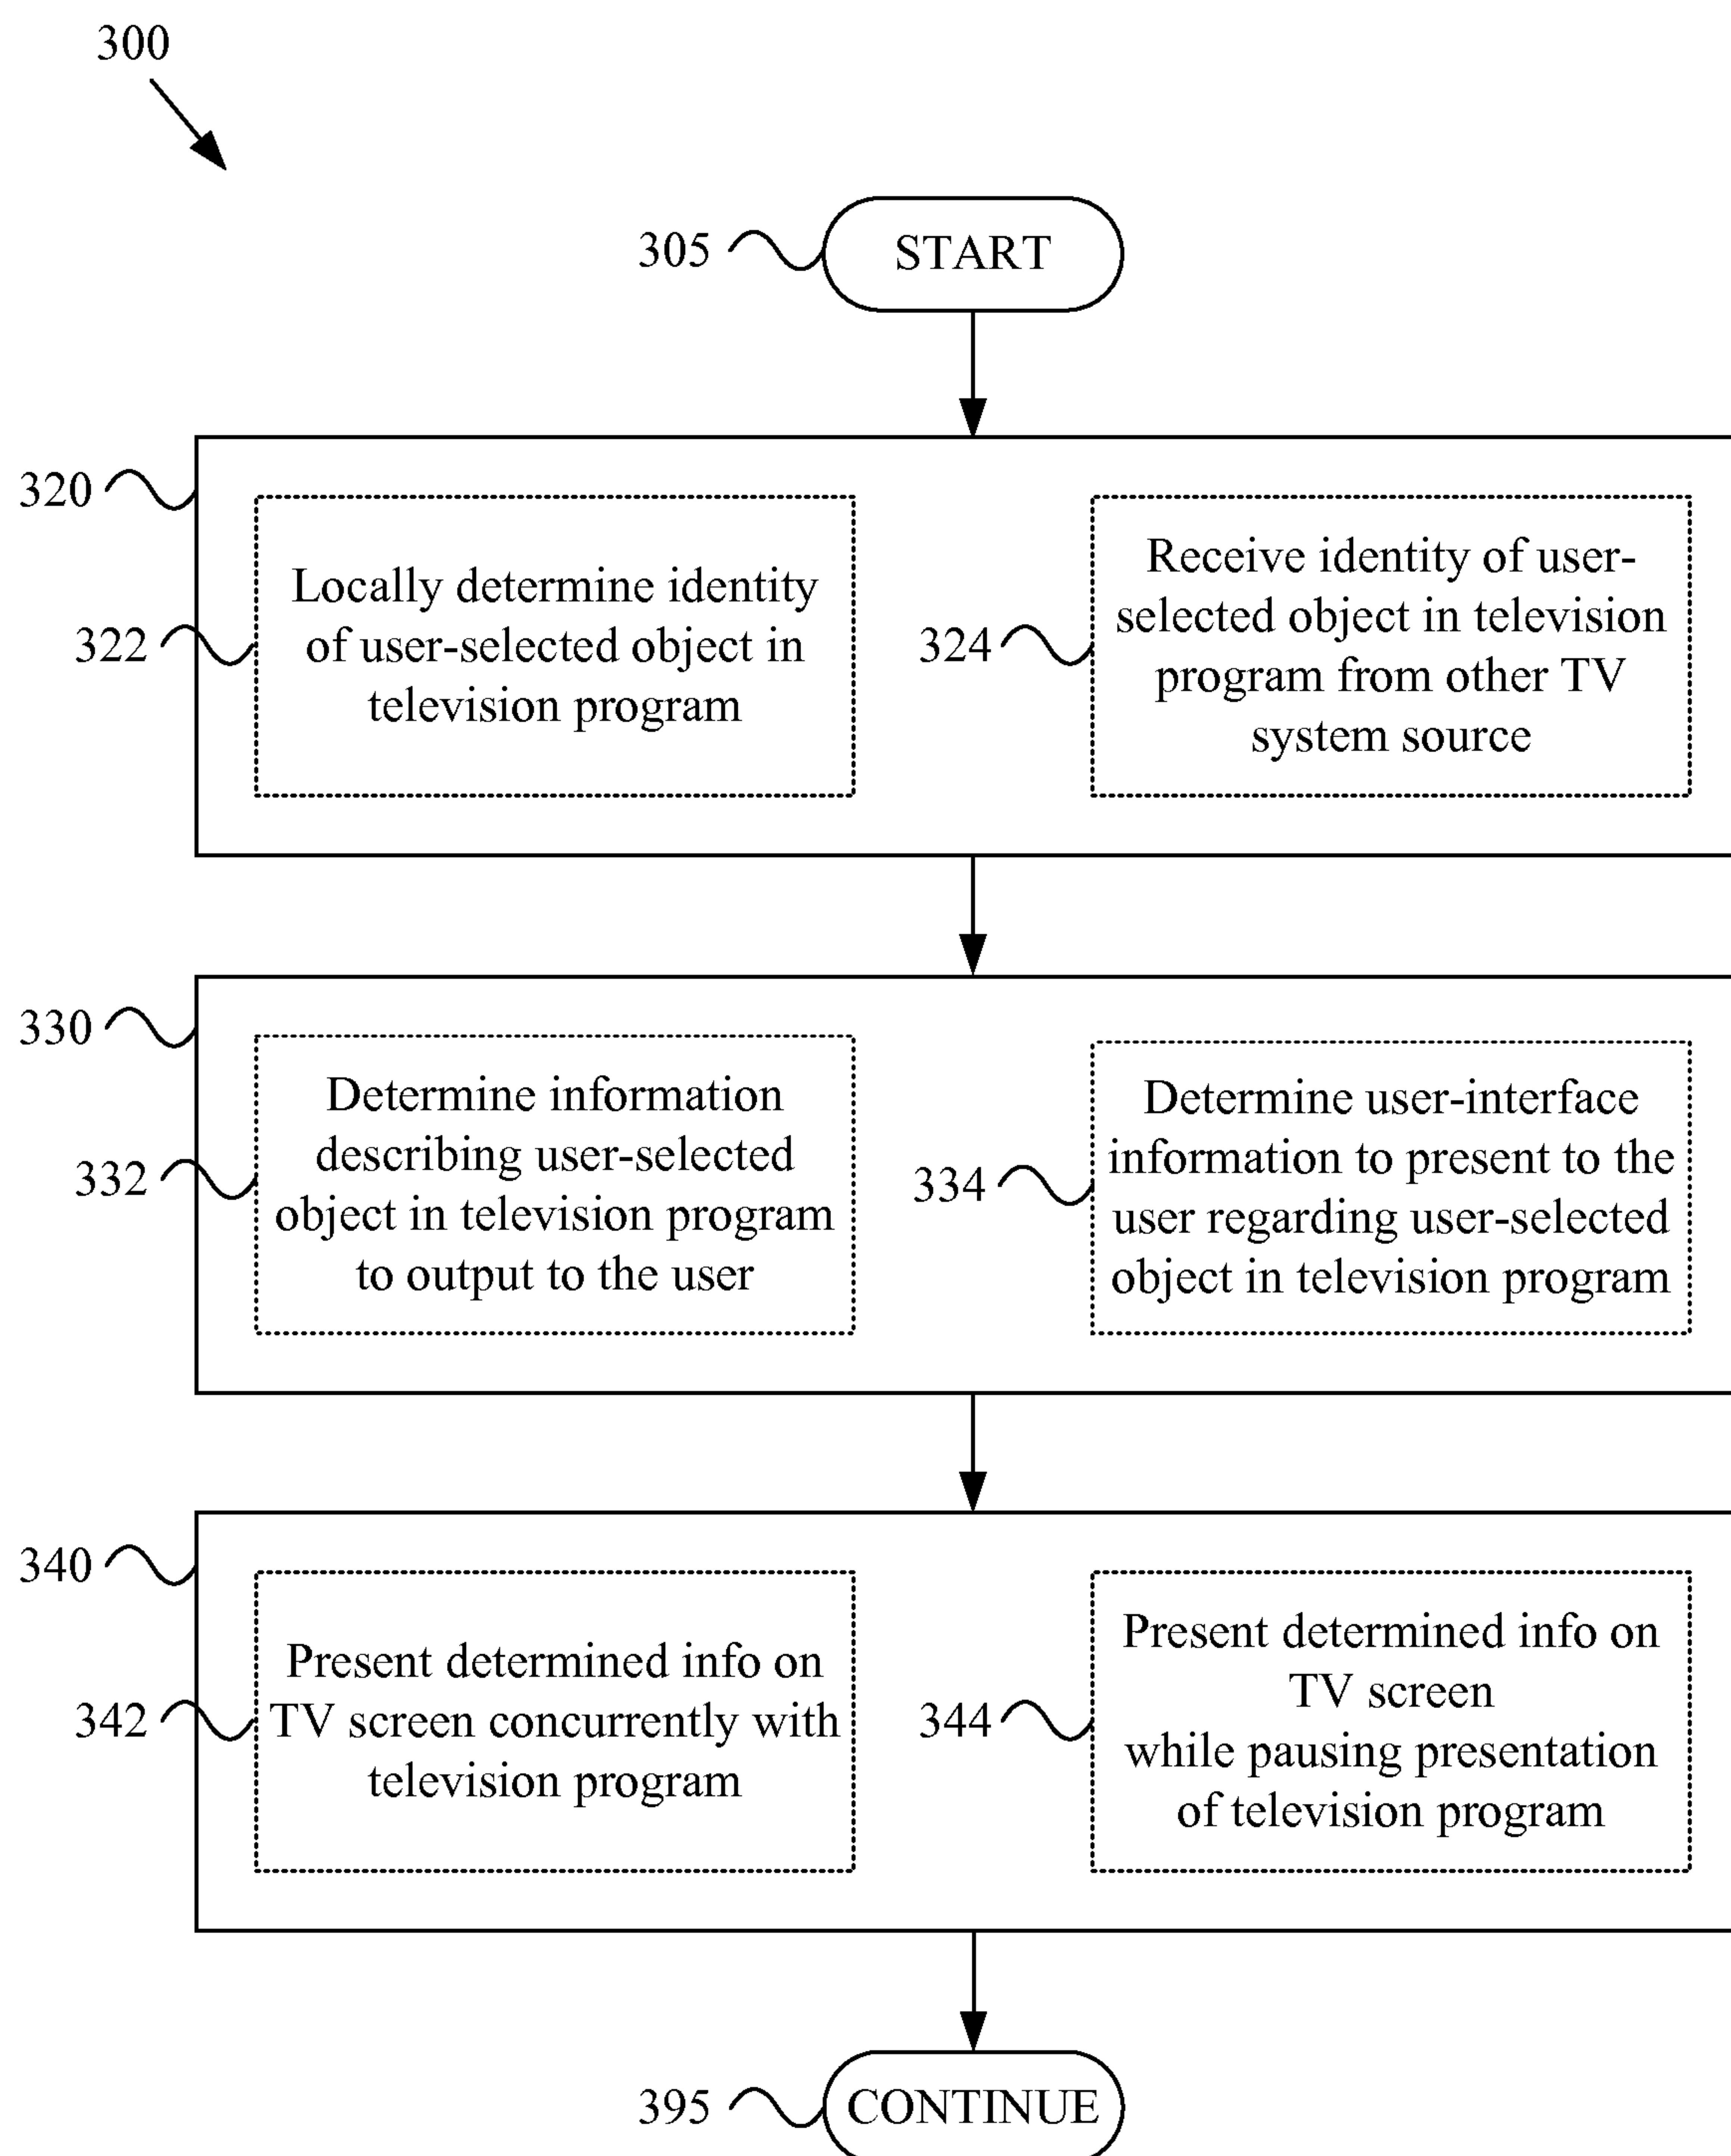 300
305
START
320
322
Locally determine identity
of user-selected object in
television program
324
Receive identity of user-
selected object in television
program from other TV
system source
330
332
Determine information
describing user-selected
object in television program
to output to the user
334
Determine user-interface
information to present to the
user regarding user-selected
object in television program
340
342
Present determined info on
TV screen concurrently with
television program
344
Present determined info on
TV screen
while pausing presentation
of television program
395
CONTINUE